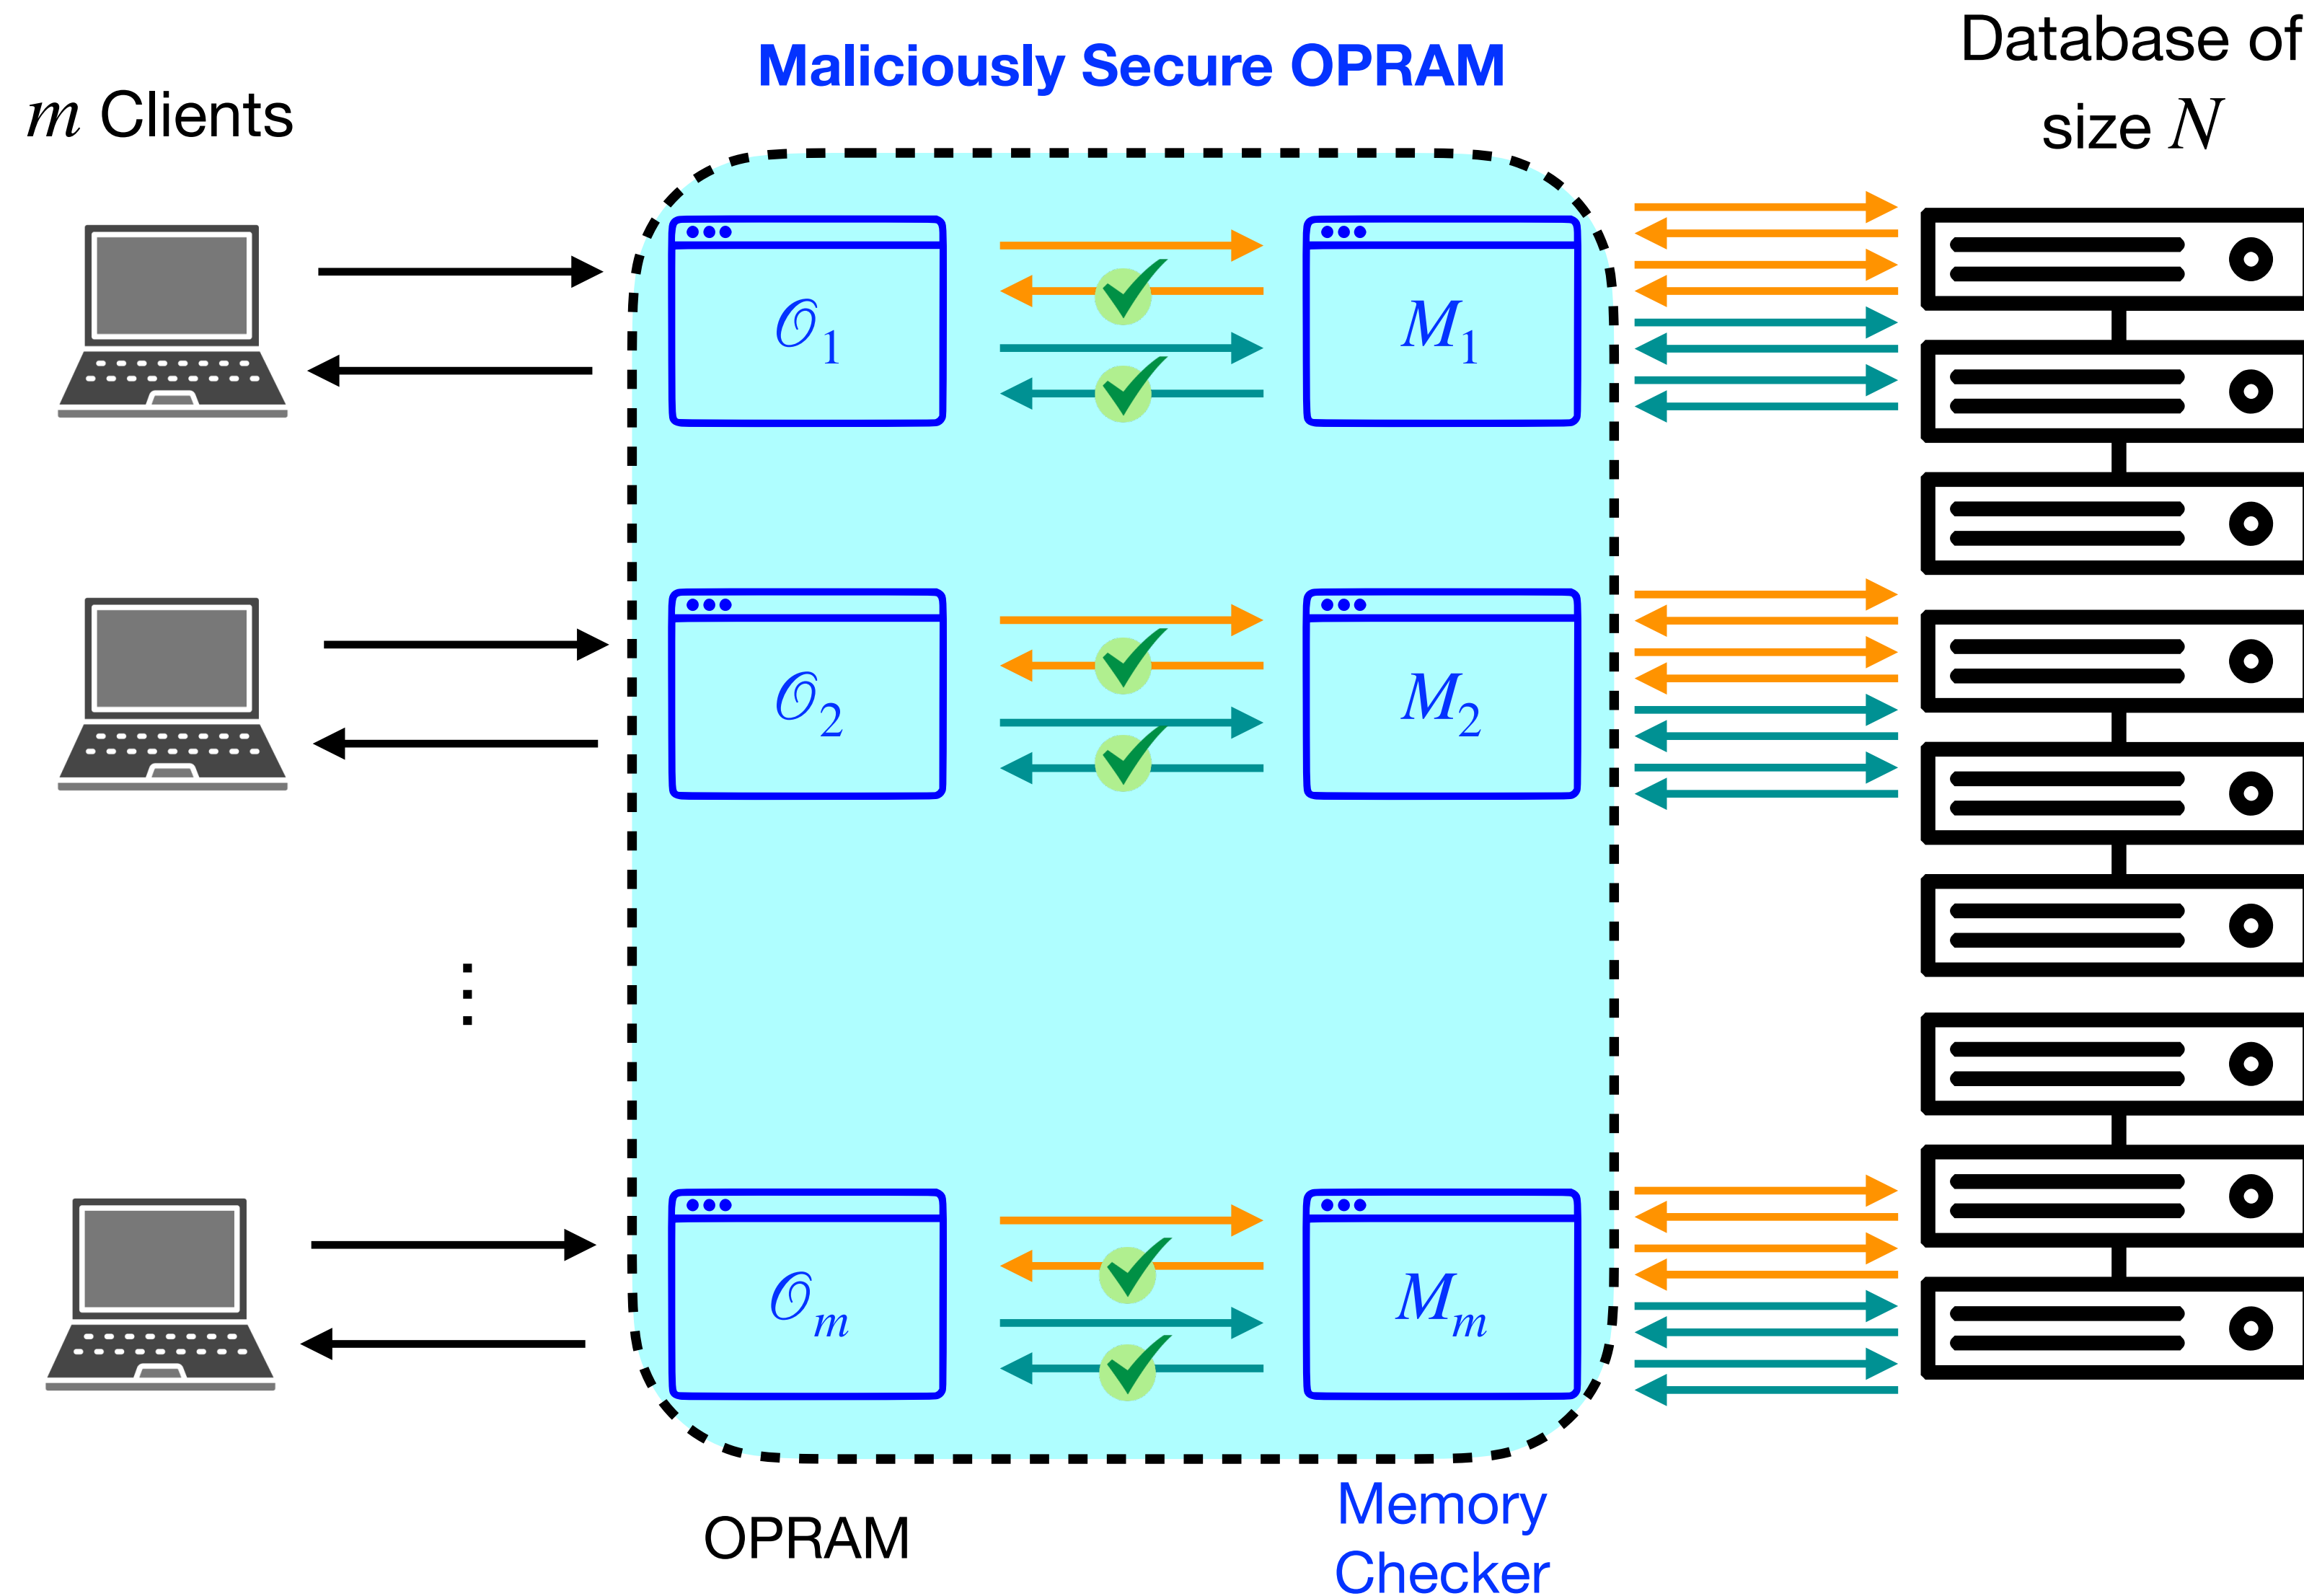 Maliciously Secure OPRAM
m Clients
Database of
size N
𝒪1
M1
𝒪2
M2
⋮
𝒪m
Mm
OPRAM
Memory
Checker